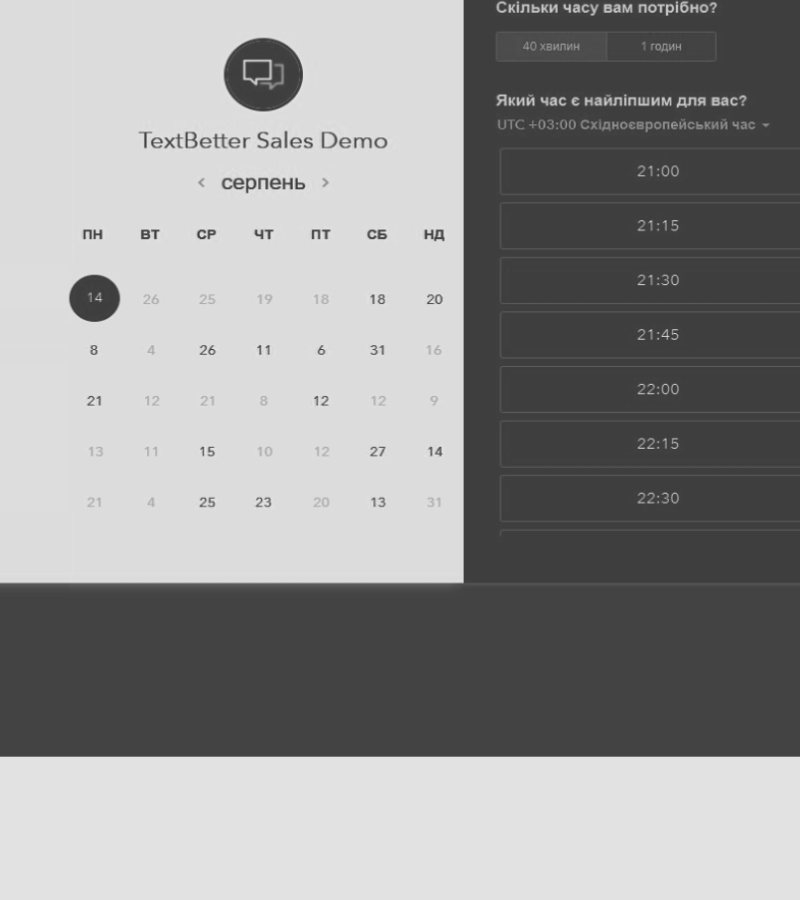 TextBetter Sales Demo
серпень
ПН ВТ СР ЧТ ПТ СБ НД
14 26 25 19 18 18 20
8 4 26 11 6 31 16
21 12 21 8 12 12 9
13 11 15 10 12 27 14
21 4 25 23 20 13 31
Скільки часу вам потрібно?
40 хвилин 1 годин
Який час є найліпшим для вас?
UTC +03:00 Східноєвропейський час
21:00
21:15
21:30
21:45
22:00
22:15
22:30